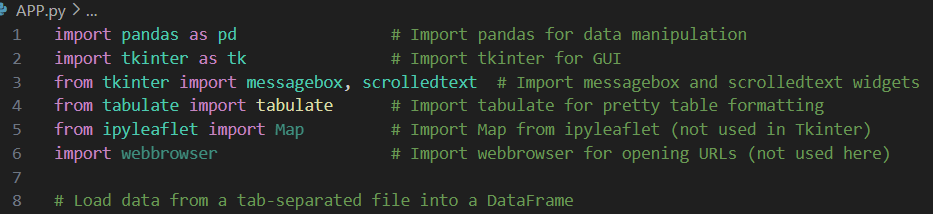 APP.py > ...
1 import pandas as pd # Import pandas for data manipulation
2 import tkinter as tk # Import tkinter for GUI
3 from tkinter import messagebox, scrolledtext # Import messagebox and scrolledtext widgets
4 from tabulate import tabulate # Import tabulate for pretty table formatting
5 from ipyleaflet import Map # Import Map from ipyleaflet (not used in Tkinter)
6 import webbrowser # Import webbrowser for opening URLs (not used here)
7
8 # Load data from a tab-separated file into a DataFrame